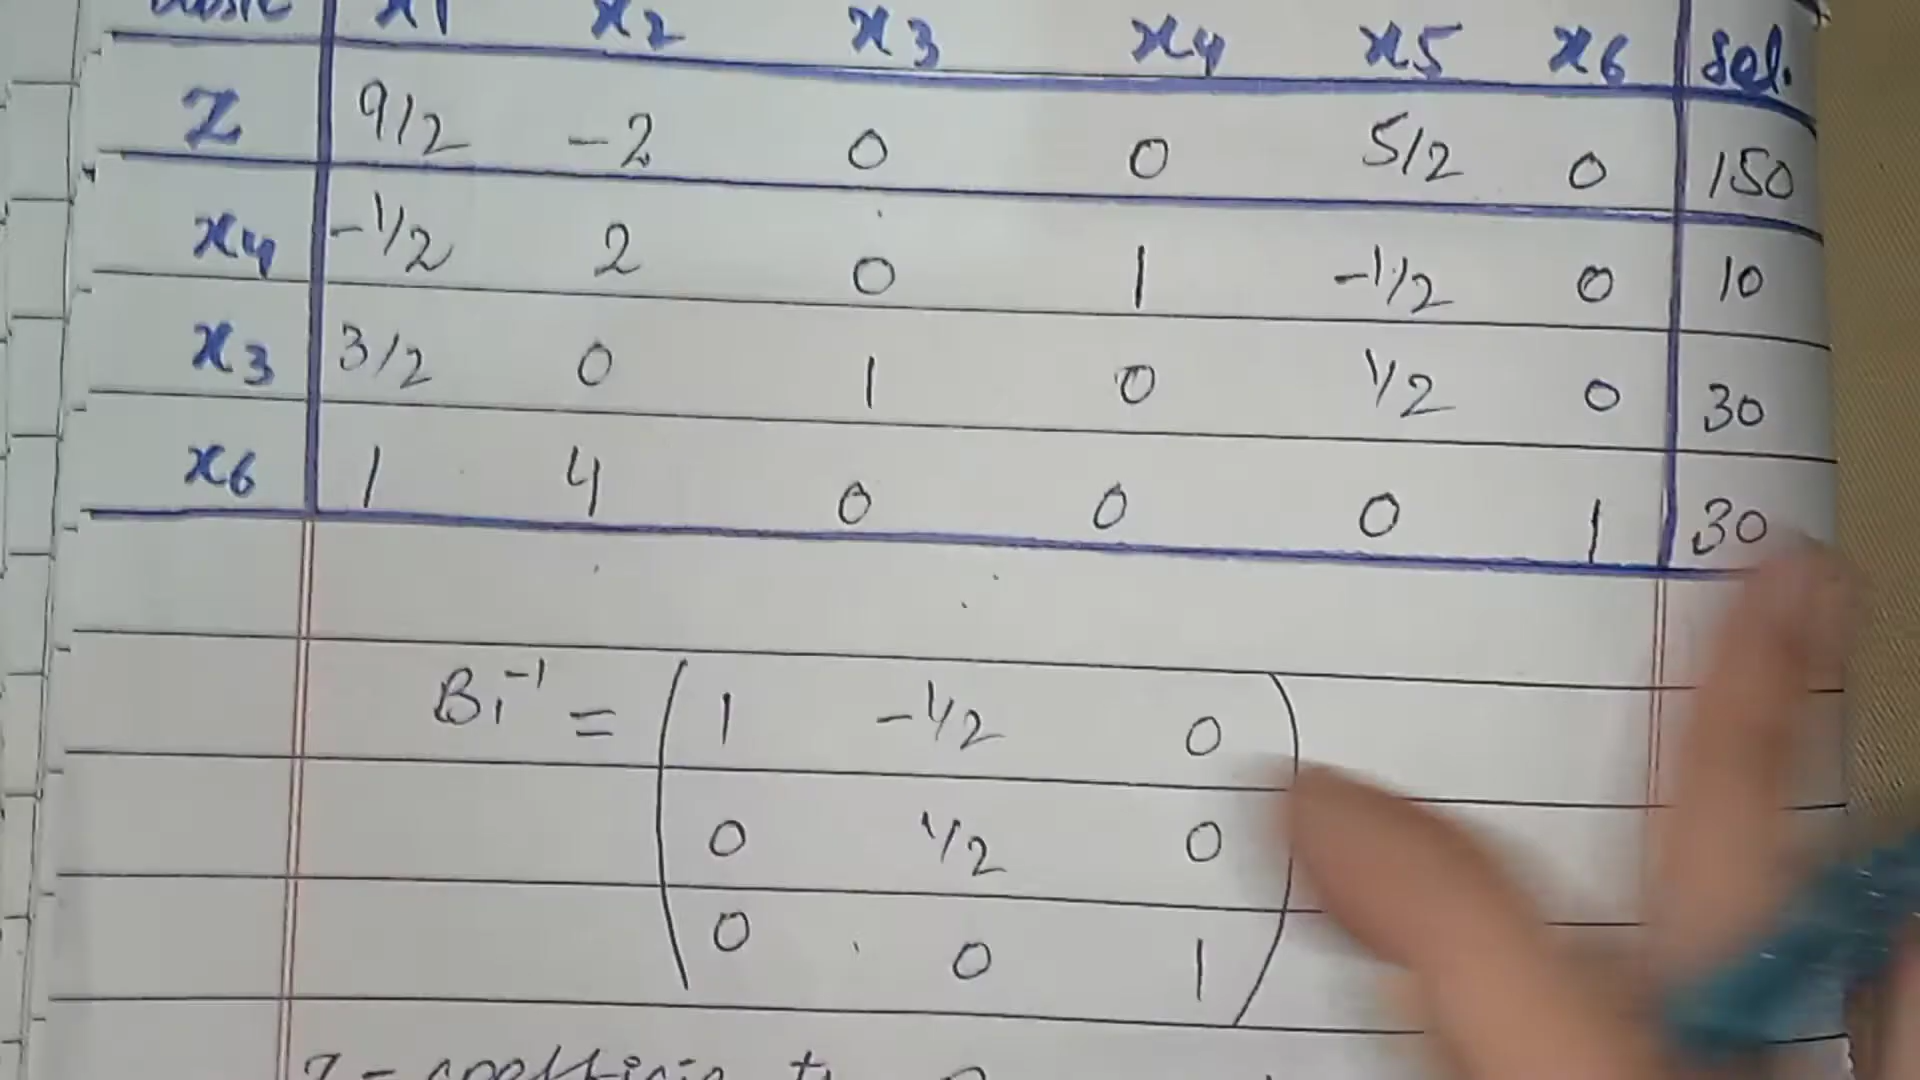 Basic x1 x2 x3 x4 x5 x6 Sol.
Z 9/2 -2 0 0 5/2 0 150
x4 -1/2 2 0 1 -1/2 0 10
x3 3/2 0 1 0 1/2 0 30
x6 1 4 0 0 0 1 30
B1⁻¹ = ( 1 -1/2 0
0 1/2 0
0 0 1 )